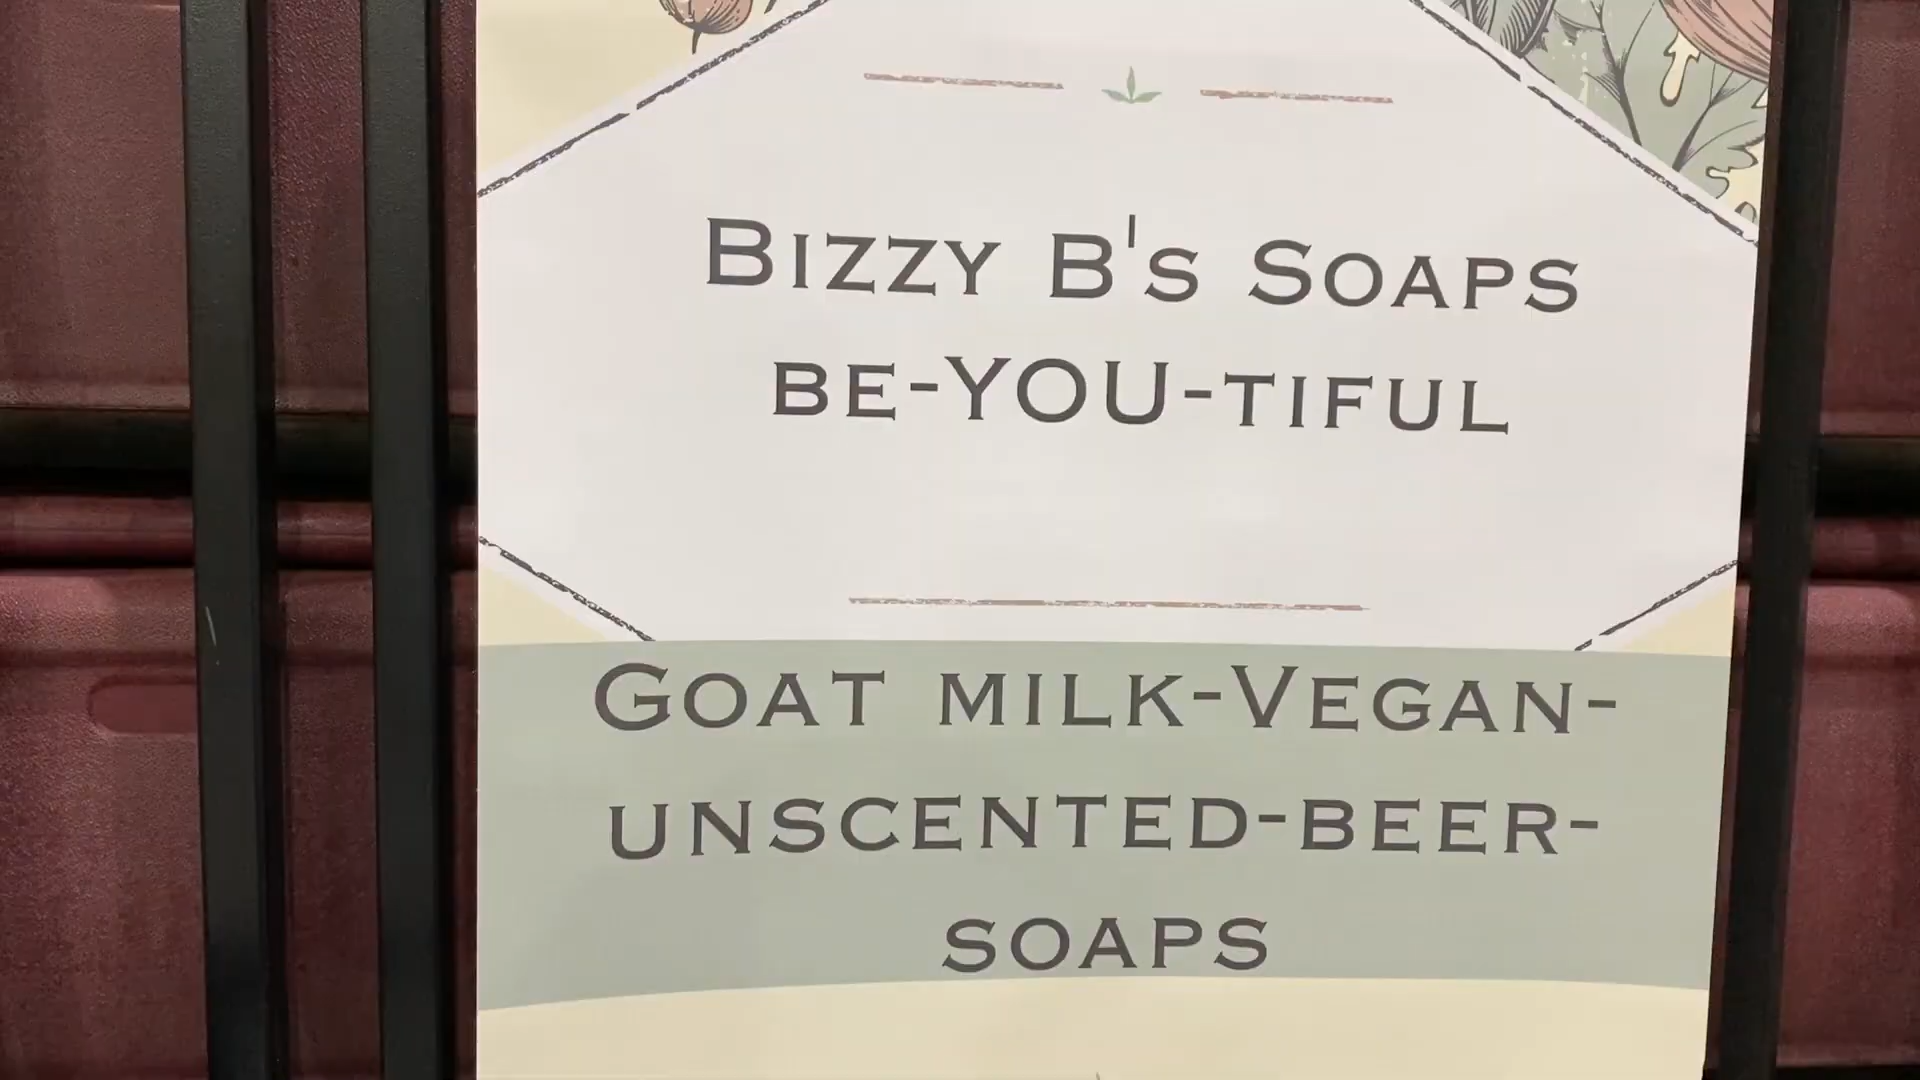 Bizzy B's Soaps
be-YOU-tiful
Goat milk-Vegan-
unscented-beer-
soaps